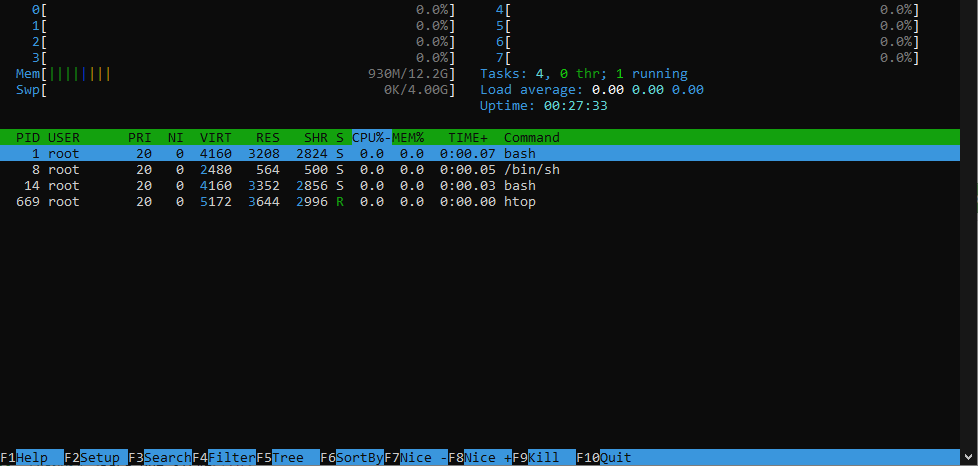 0[ 0.0%] 4[ 0.0%]
1[ 0.0%] 5[ 0.0%]
2[ 0.0%] 6[ 0.0%]
3[ 0.0%] 7[ 0.0%]
Mem[|||||||| 930M/12.2G] Tasks: 4, 0 thr; 1 running
Swp[ 0K/4.00G] Load average: 0.00 0.00 0.00
Uptime: 00:27:33
PID USER PRI NI VIRT RES SHR S CPU%-MEM% TIME+ Command
1 root 20 0 4160 3208 2824 S 0.0 0.0 0:00.07 bash
8 root 20 0 2480 564 500 S 0.0 0.0 0:00.05 /bin/sh
14 root 20 0 4160 3352 2856 S 0.0 0.0 0:00.03 bash
669 root 20 0 5172 3644 2996 R 0.0 0.0 0:00.00 htop
F1Help F2Setup F3SearchF4FilterF5Tree F6SortByF7Nice -F8Nice +F9Kill F10Quit